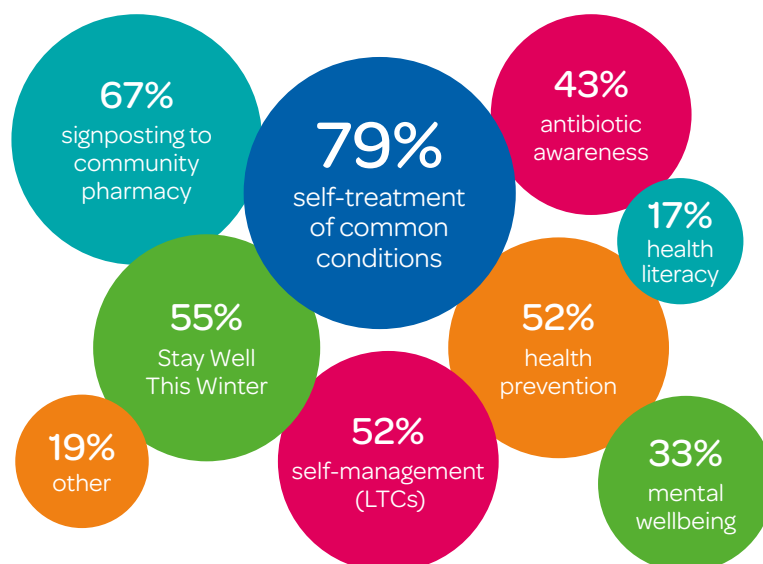 67%
signposting to
community
pharmacy
79%
self-treatment
of common
conditions
43%
antibiotic
awareness
17%
health
literacy
55%
Stay Well
This Winter
52%
health
prevention
19%
other
52%
self-management
(LTCs)
33%
mental
wellbeing